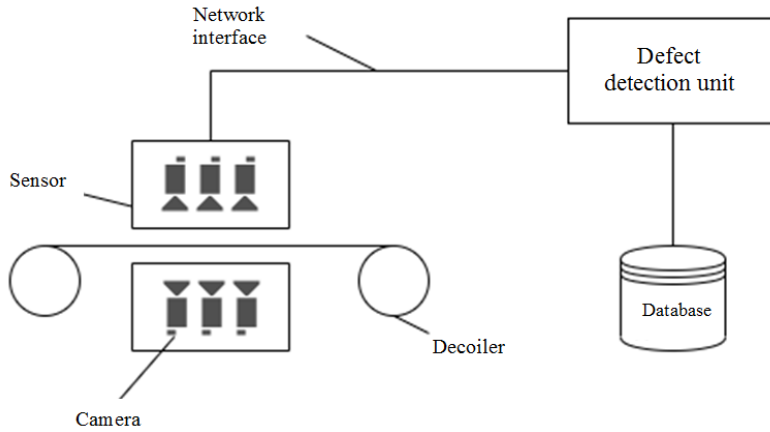 Network
interface
Defect
detection unit
Sensor
Database
Decoiler
Camera